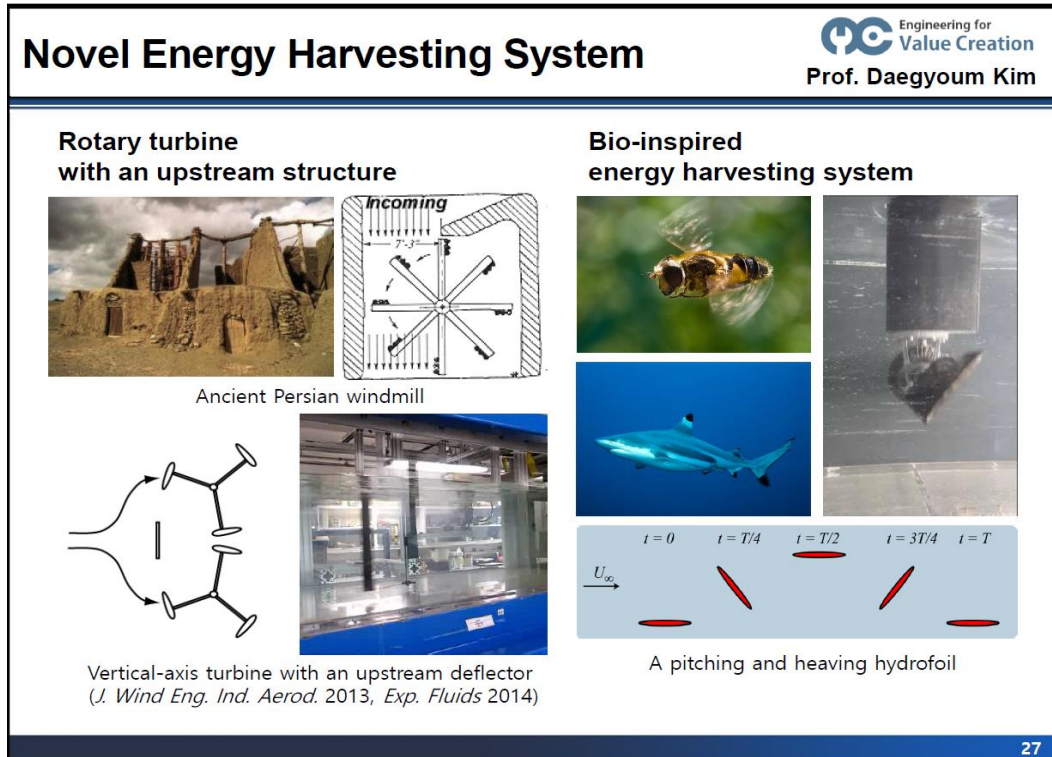 Novel Energy Harvesting System
Engineering for
Value Creation
Prof. Daegyoum Kim
Rotary turbine
with an upstream structure
Incoming
7'-3"
Ancient Persian windmill
Vertical-axis turbine with an upstream deflector
(J. Wind Eng. Ind. Aerod. 2013, Exp. Fluids 2014)
Bio-inspired
energy harvesting system
t = 0 t = T/4 t = T/2 t = 3T/4 t = T
U∞
A pitching and heaving hydrofoil
27